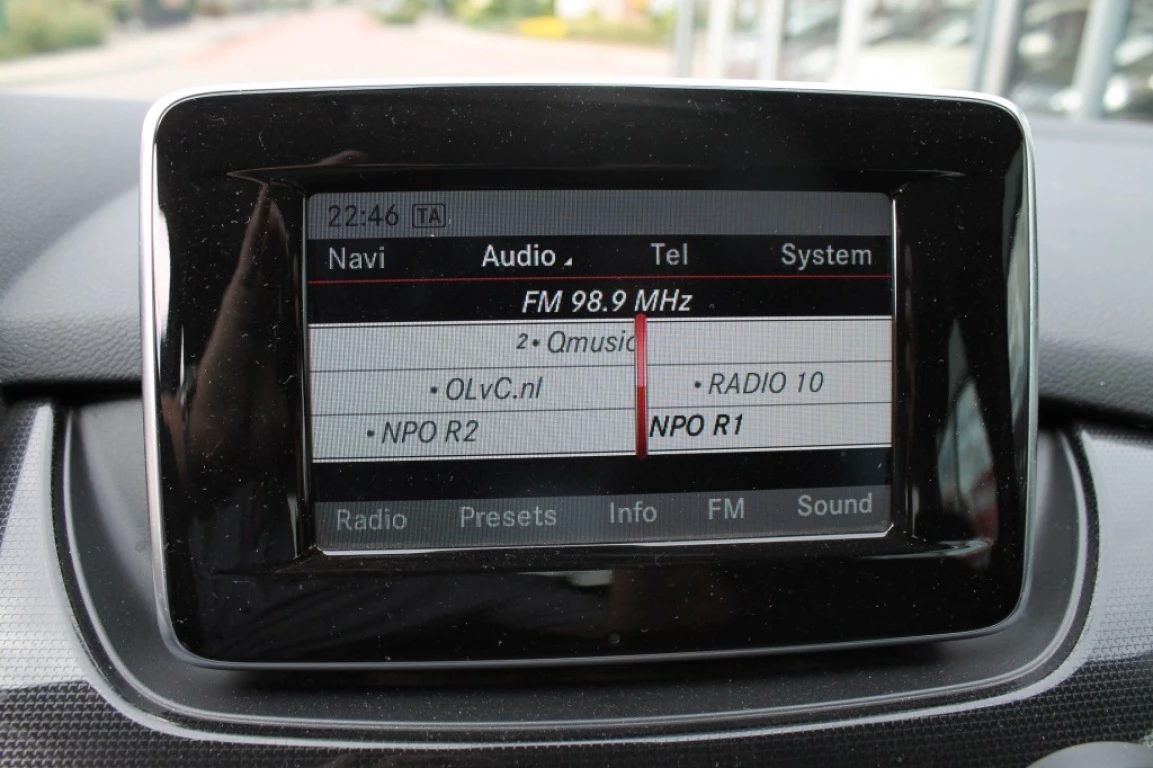 22:46 TA
Navi Audio Tel System
FM 98.9 MHz
2• Qmusic
•OLvC.nl •RADIO 10
•NPO R2 NPO R1
Radio Presets Info FM Sound